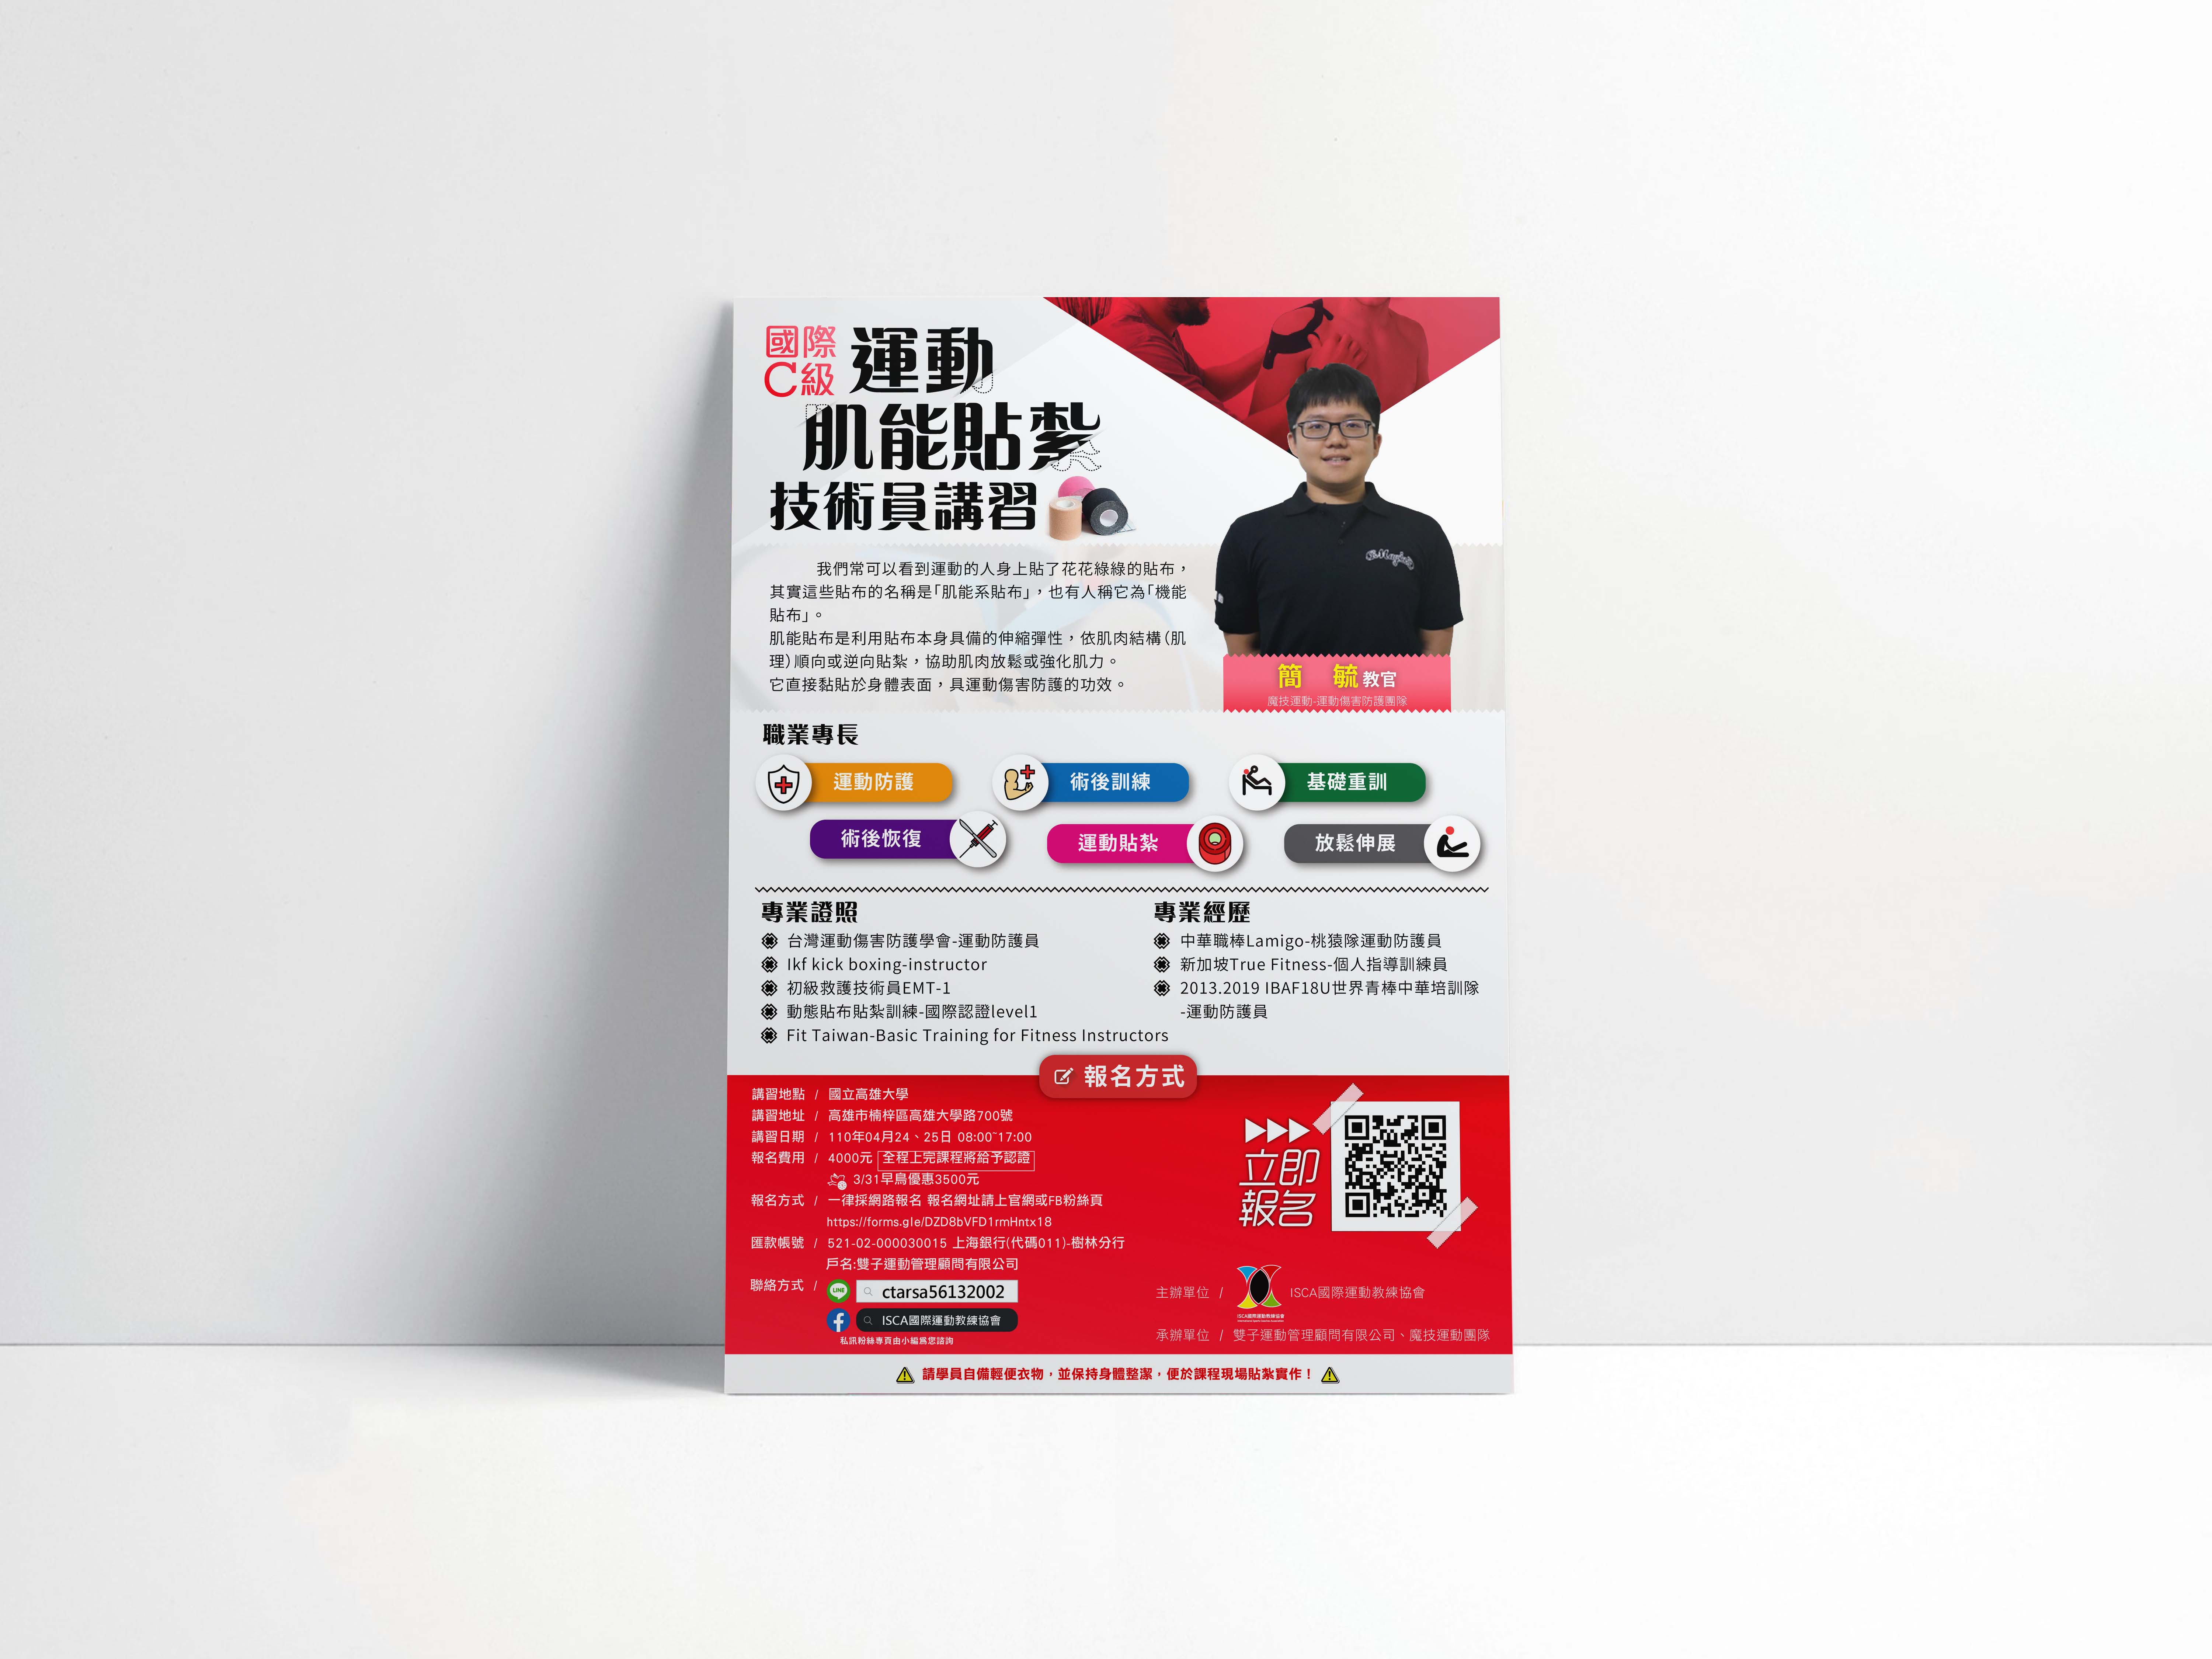 國際
C級
運動
肌能貼紮
技術員講習
我們常可以看到運動的人身上貼了花花綠綠的貼布，
其實這些貼布的名稱是「肌能系貼布」，也有人稱它為「機能
貼布」。
肌能貼布是利用貼布本身具備的伸縮彈性，依肌肉結構（肌
理）順向或逆向貼紮，協助肌肉放鬆或強化肌力。
它直接黏貼於身體表面，具運動傷害防護的功效。
簡 毓 教官
魔技運動-運動傷害防護團隊
職業專長
運動防護
術後訓練
基礎重訓
術後恢復
運動貼紮
放鬆伸展
專業證照
台灣運動傷害防護學會-運動防護員
Ikf kick boxing-instructor
初級救護技術員EMT-1
動態貼布貼紮訓練-國際認證level1
Fit Taiwan-Basic Training for Fitness Instructors
專業經歷
中華職棒Lamigo-桃猿隊運動防護員
新加坡True Fitness-個人指導訓練員
2013.2019 IBAF18U世界青棒中華培訓隊
-運動防護員
報名方式
講習地點 / 國立高雄大學
講習地址 / 高雄市楠梓區高雄大學路700號
講習日期 / 110年04月24、25日 08:00~17:00
報名費用 / 4000元 全程上完課程將給予認證
3/31早鳥優惠3500元
報名方式 / 一律採網路報名 報名網址請上官網或FB粉絲頁
https://forms.gle/DZD8bVFD1rmHntx18
匯款帳號 / 521-02-000030015 上海銀行(代碼011)-樹林分行
戶名:雙子運動管理顧問有限公司
聯絡方式 /
LINE
ctarsa56132002
ISCA國際運動教練協會
私訊粉絲專頁由小編為您諮詢
立即
報名
主辦單位 / ISCA國際運動教練協會
ISCA國際運動教練協會
承辦單位 / 雙子運動管理顧問有限公司、魔技運動團隊
請學員自備輕便衣物，並保持身體整潔，便於課程現場貼紮實作！